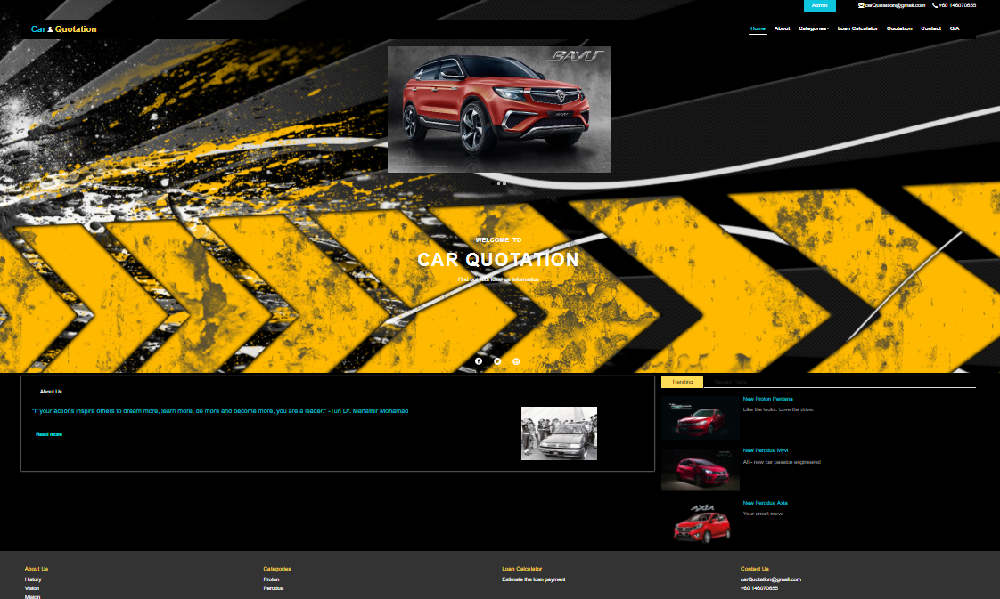 Admin
carQuotation@gmail.com
+60 146070655
Car Quotation
Home
About
Categories
Loan Calculator
Quotation
Contact
WELCOME TO
CAR QUOTATION
Find out your ideal car information
About Us
"If your actions inspire others to dream more, learn more, do more and become more, you are a leader." -Tun Dr. Mahathir Mohamad
Read more
Trending
Recent Posts
New Proton Perdana
Like the looks. Love the drive.
New Perodua Myvi
All - new car passion engineered
New Perodua Axia
AXIA
Your smart move
About Us
Categories
Loan Calculator
Contact Us
History
Proton
Estimate the loan payment
carQuotation@gmail.com
Vision
Perodua
+60 146070655
Mision